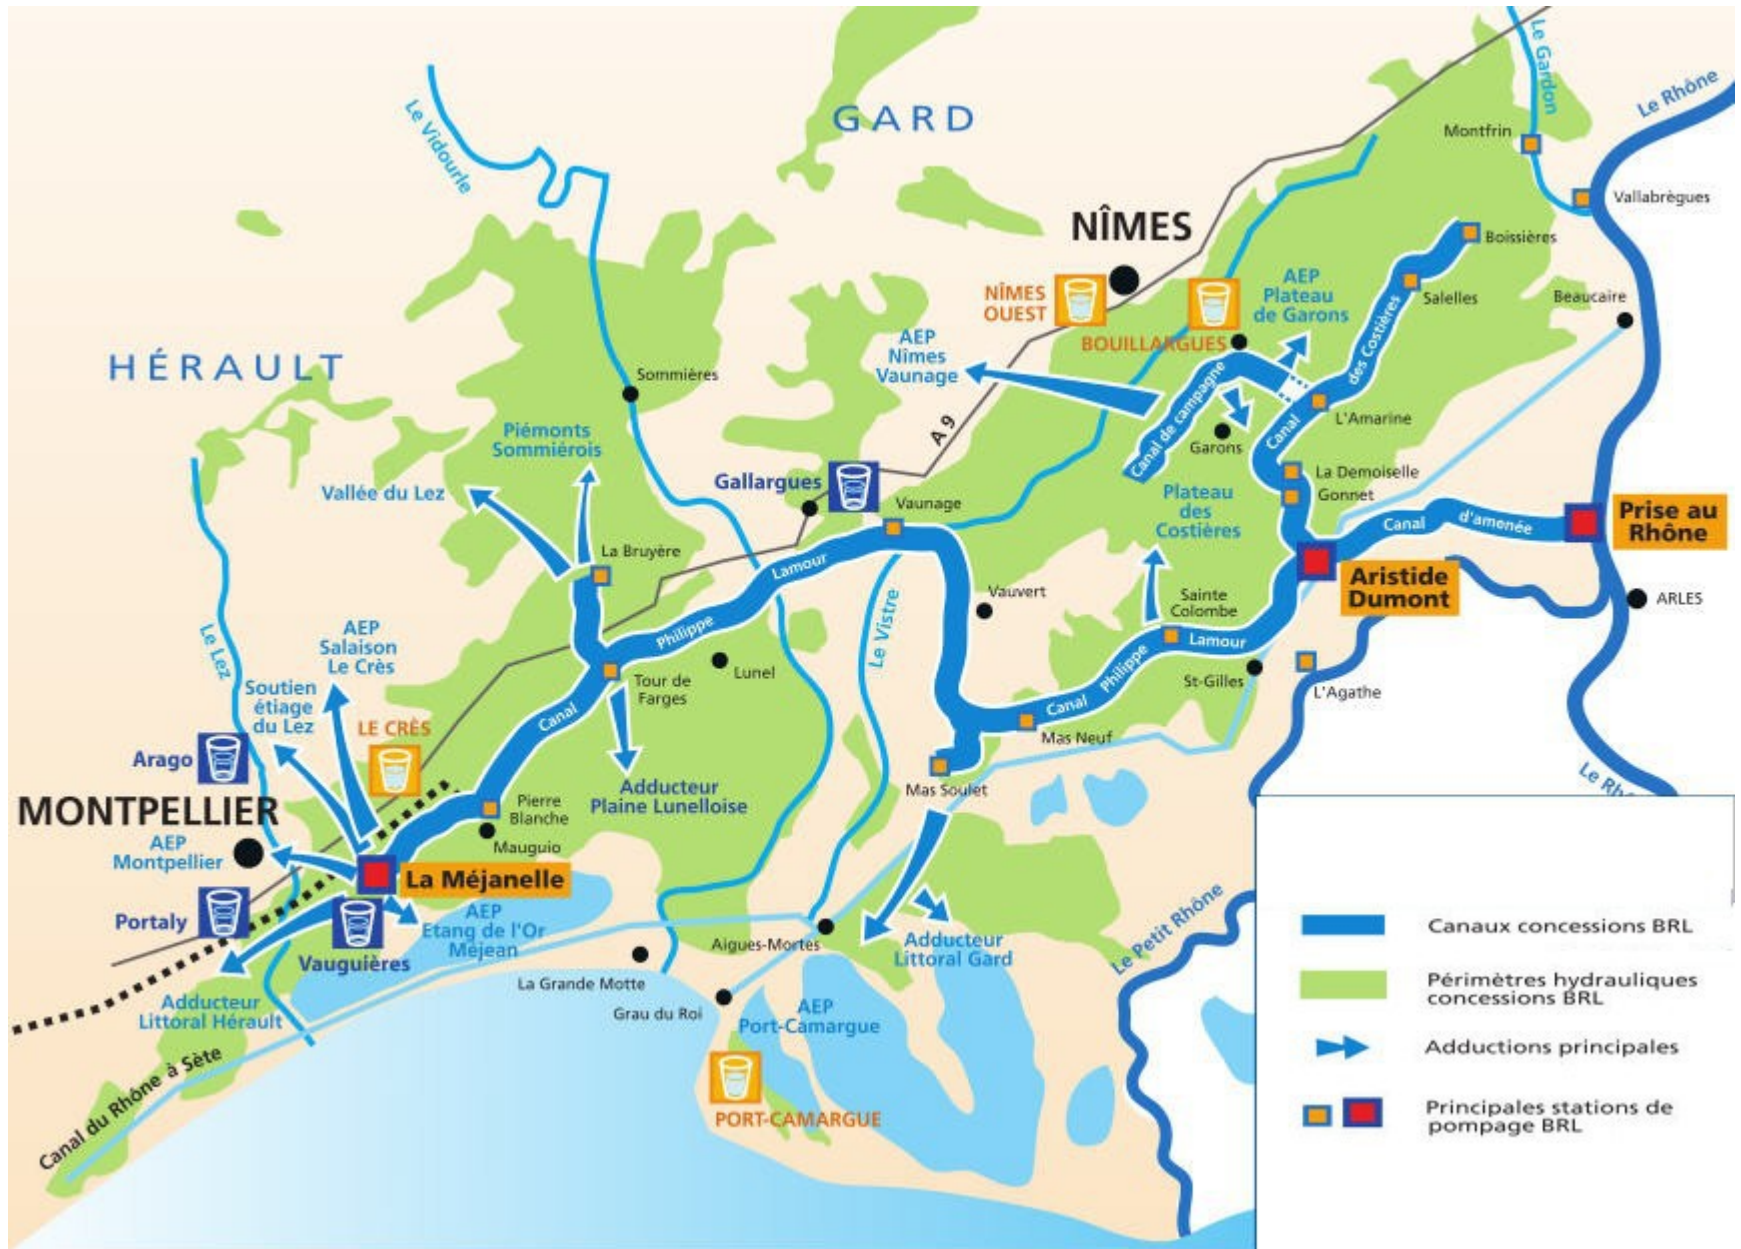 GARD
HÉRAULT
Le Vidourle
Le Gardon
Le Rhône
Montfrin
Vallabrègues
NÎMES
Boissières
NÎMES
OUEST
BOUILLARGUES
AEP
Plateau
de Garons
Salelles
Beaucaire
AEP
Nîmes
Vaunage
Canal
des Costières
Canal de campagne
L'Amarine
Garons
A 9
Sommières
Piémonts
Sommiérois
Vallée du Lez
Gallargues
Vaunage
La Demoiselle
Gonnet
Plateau
des
Costières
Canal
d'amenée
Prise au
Rhône
La Bruyère
Lamour
Philippe
Canal
Vauvert
Sainte
Colombe
Aristide
Dumont
ARLES
Le Vistre
Le Lez
AEP
Salaison
Le Crès
Tour de
Farges
Lunel
Canal
Philippe
Lamour
St-Gilles
L'Agathe
Soutien
étiage
du Lez
LE CRÈS
Arago
Mas Neuf
Mas Soulet
Le Rh
MONTPELLIER
Pierre
Blanche
Mauguio
Adducteur
Plaine Lunelloise
AEP
Montpellier
La Méjanelle
Portaly
AEP
Etang de l'Or
Méjean
Vauguières
Aigues-Mortes
Adducteur
Littoral Gard
Le Petit Rhône
La Grande Motte
Grau du Roi
Adducteur
Littoral Hérault
AEP
Port-Camargue
PORT-CAMARGUE
Canal du Rhône à Sète
Canaux concessions BRL
Périmètres hydrauliques
concessions BRL
Adductions principales
Principales stations de
pompage BRL